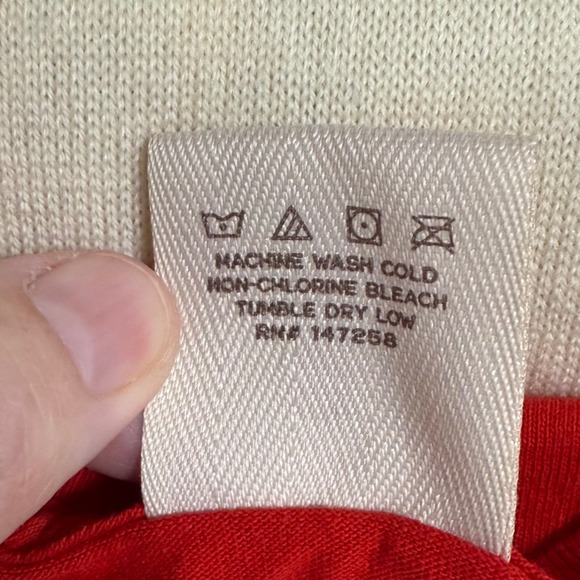 MACHINE WASH COLD
NON-CHLORINE BLEACH
TUMBLE DRY LOW
RN# 147258